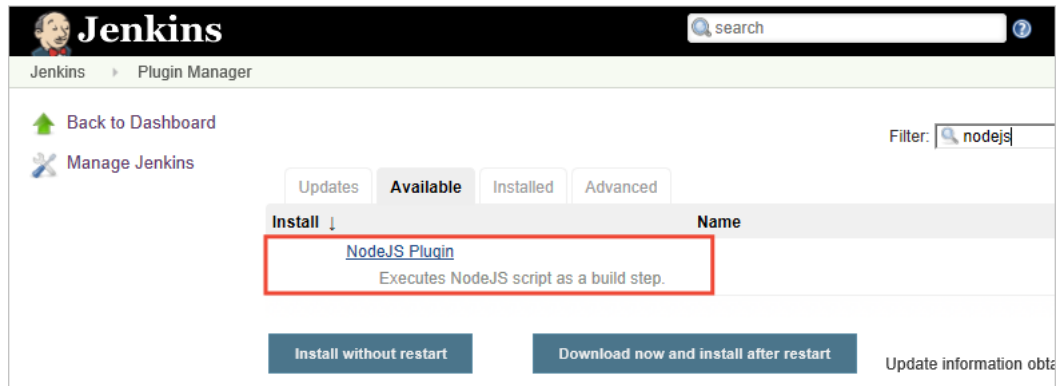 Jenkins
search
Jenkins Plugin Manager
Back to Dashboard
Manage Jenkins
Filter: nodejs
Updates Available Installed Advanced
Install ↓ Name
NodeJS Plugin
Executes NodeJS script as a build step.
Install without restart Download now and install after restart
Update information